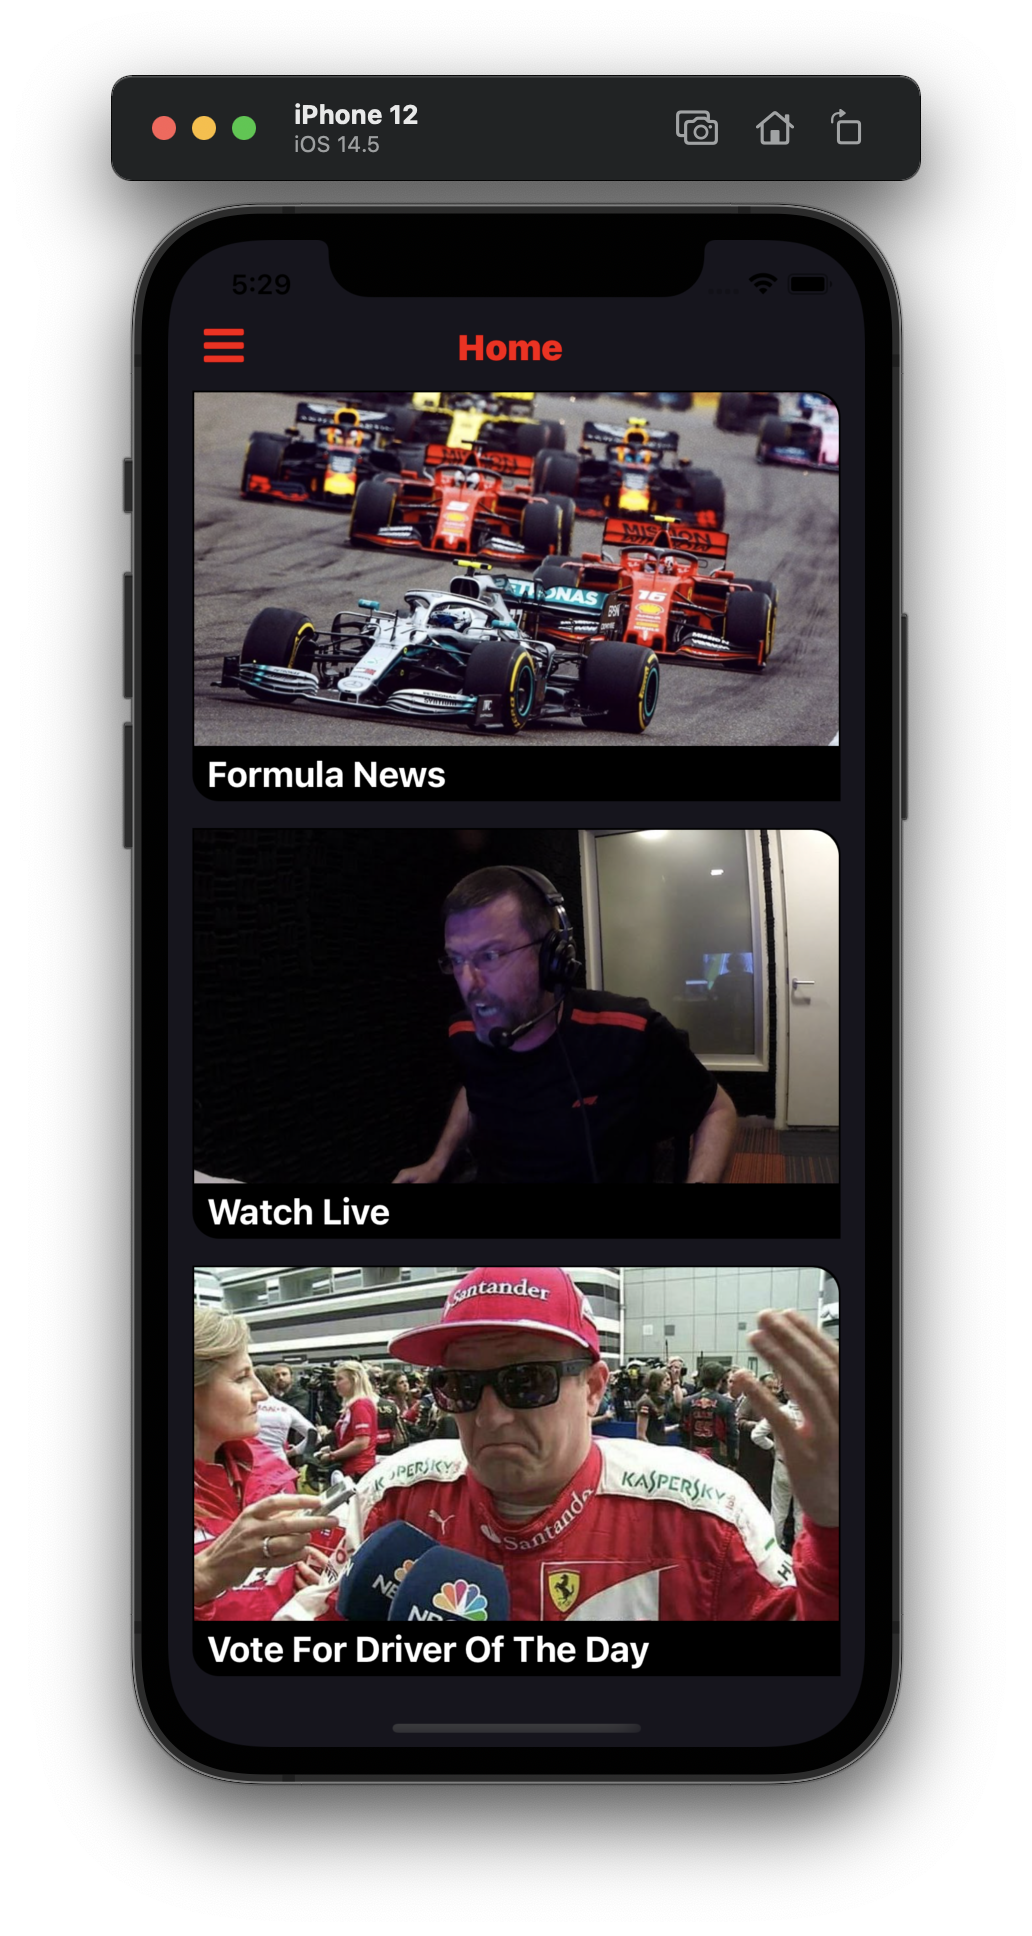 iPhone 12
iOS 14.5
5:29
Home
MISSION
5
16
Formula News
Watch Live
Santander
KASPERSKY
Santander
Vote For Driver Of The Day